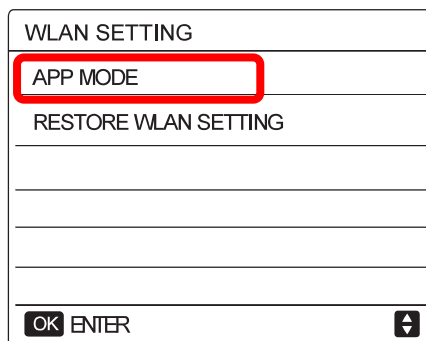 WLAN SETTING
APP MODE
RESTORE WLAN SETTING
OK ENTER